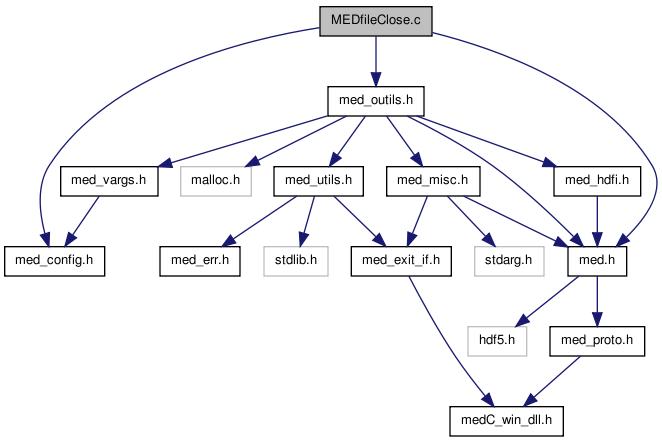 MEDfileClose.c
med_outils.h
med_vargs.h
malloc.h
med_utils.h
med_misc.h
med_hdfi.h
med_config.h
med_err.h
stdlib.h
med_exit_if.h
stdarg.h
med.h
hdf5.h
med_proto.h
medC_win_dll.h